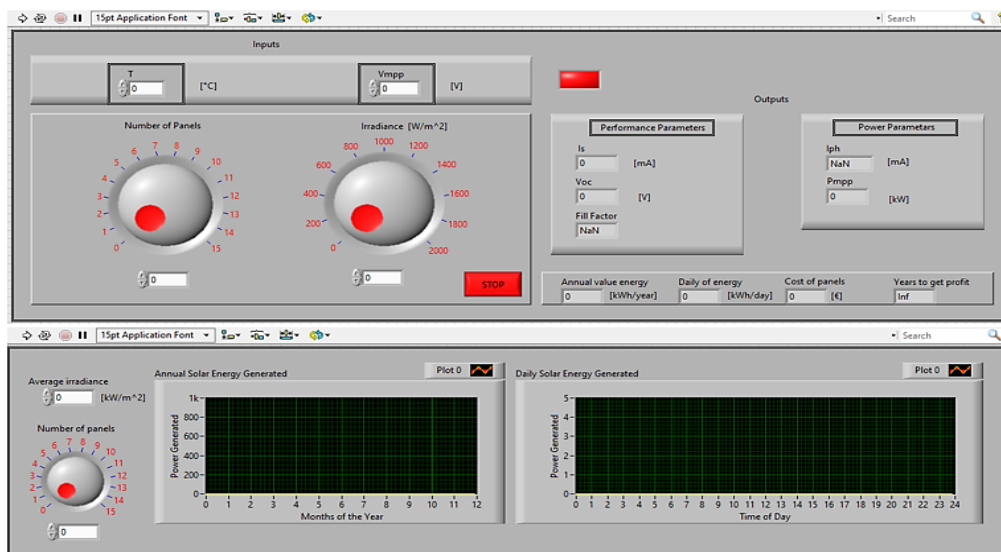 15pt Application Font
Search
Inputs
T
0
[°C]
Vmpp
0
[V]
Number of Panels
0 1 2 3 4 5 6 7 8 9 10 11 12 13 14 15
0
Irradiance [W/m^2]
0 200 400 600 800 1000 1200 1400 1600 1800 2000
0
STOP
Outputs
Performance Parameters
Is
0
[mA]
Voc
0
[V]
Fill Factor
NaN
Power Parametars
Iph
NaN
[mA]
Pmpp
0
[kW]
Annual value energy
0
[kWh/year]
Daily of energy
0
[kWh/day]
Cost of panels
0
[€]
Years to get profit
Inf
15pt Application Font
Search
Average irradiance
0
[kW/m^2]
Number of panels
0 1 2 3 4 5 6 7 8 9 10 11 12 13 14 15
0
Annual Solar Energy Generated
Plot 0
Power Generated
1k
800
600
400
200
0
0 1 2 3 4 5 6 7 8 9 10 11 12
Months of the Year
Daily Solar Energy Generated
Plot 0
Power Generated
5
4
3
2
1
0
0 1 2 3 4 5 6 7 8 9 10 11 12 13 14 15 16 17 18 19 20 21 22 23 24
Time of Day